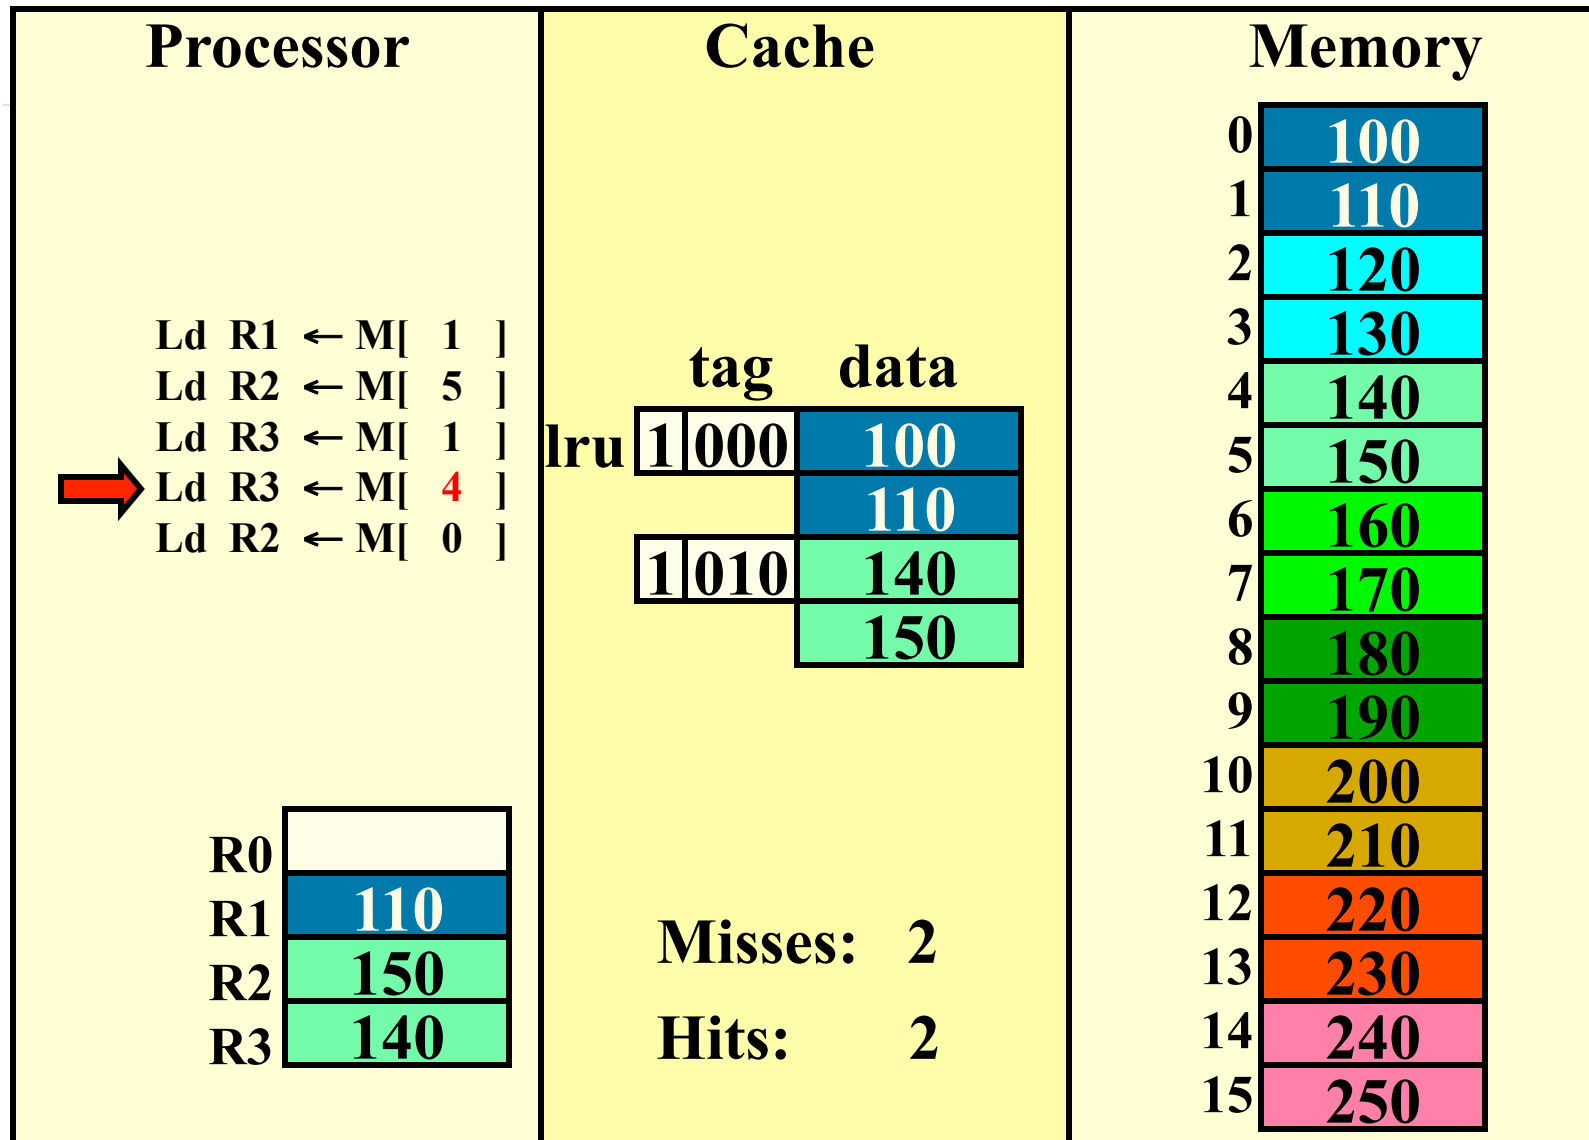 Processor
Ld R1 ← M[ 1 ]
Ld R2 ← M[ 5 ]
Ld R3 ← M[ 1 ]
Ld R3 ← M[ 4 ]
Ld R2 ← M[ 0 ]
R0
R1 110
R2 150
R3 140
Cache
tag data
lru 1 000 100
110
1 010 140
150
Misses: 2
Hits: 2
Memory
0 100
1 110
2 120
3 130
4 140
5 150
6 160
7 170
8 180
9 190
10 200
11 210
12 220
13 230
14 240
15 250